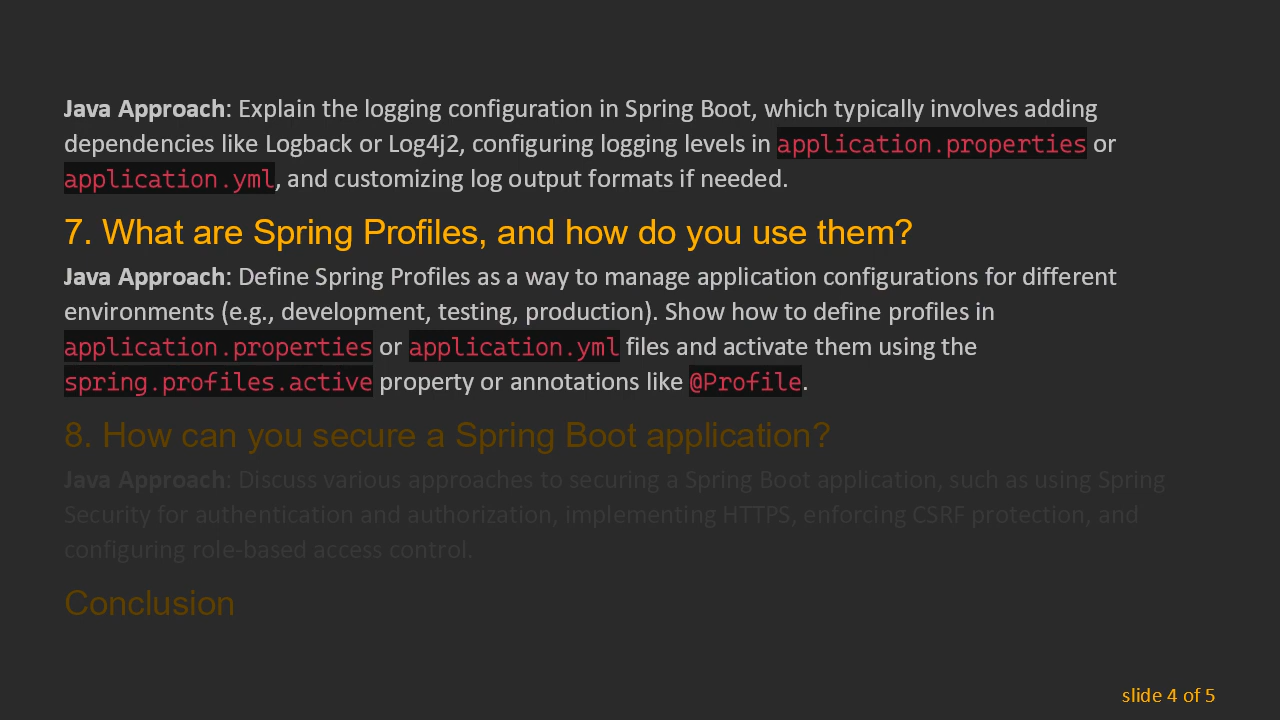 Java Approach: Explain the logging configuration in Spring Boot, which typically involves adding
dependencies like Logback or Log4j2, configuring logging levels in application.properties or
application.yml, and customizing log output formats if needed.
7. What are Spring Profiles, and how do you use them?
Java Approach: Define Spring Profiles as a way to manage application configurations for different
environments (e.g., development, testing, production). Show how to define profiles in
application.properties or application.yml files and activate them using the
spring.profiles.active property or annotations like @Profile.
8. How can you secure a Spring Boot application?
Java Approach: Discuss various approaches to securing a Spring Boot application, such as using Spring
Security for authentication and authorization, implementing HTTPS, enforcing CSRF protection, and
configuring role-based access control.
Conclusion
slide 4 of 5